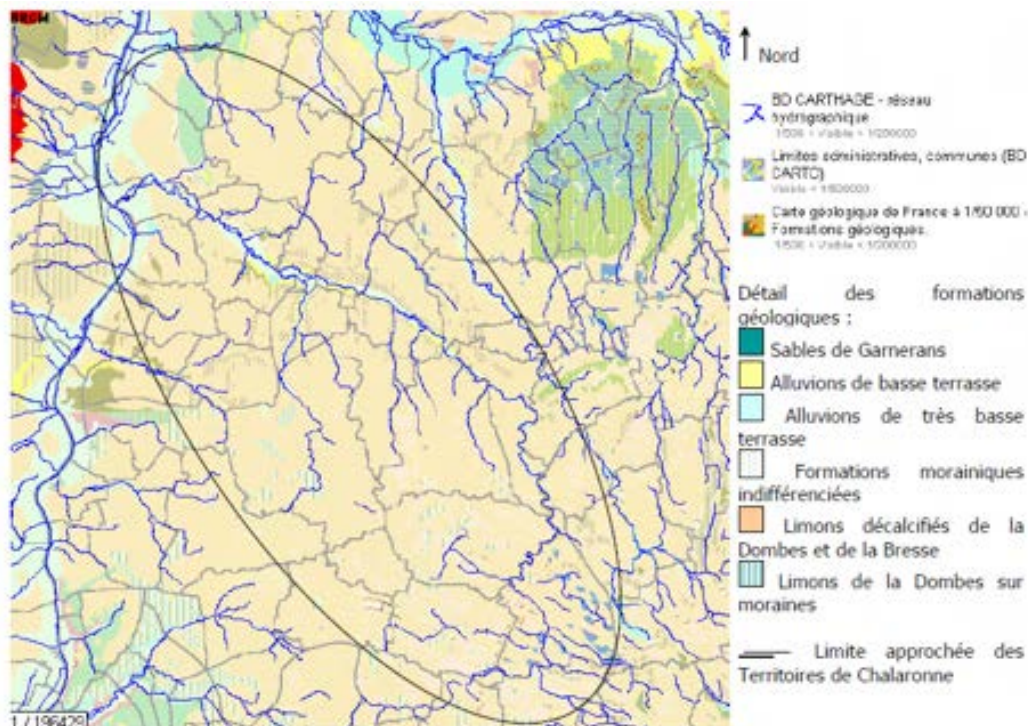 BRGM
Nord
BD CARTHAGE - réseau
hydrographique
Limites administratives, communes (BD
CARTO)
Carte géologique de France à 1/50 000 :
Formations géologiques.
Détail des formations
géologiques :
Sables de Garnerans
Alluvions de basse terrasse
Alluvions de très basse
terrasse
Formations morainiques
indifférenciées
Limons décalcifiés de la
Dombes et de la Bresse
Limons de la Dombes sur
moraines
Limite approchée des
Territoires de Chalaronne
1 / 196429